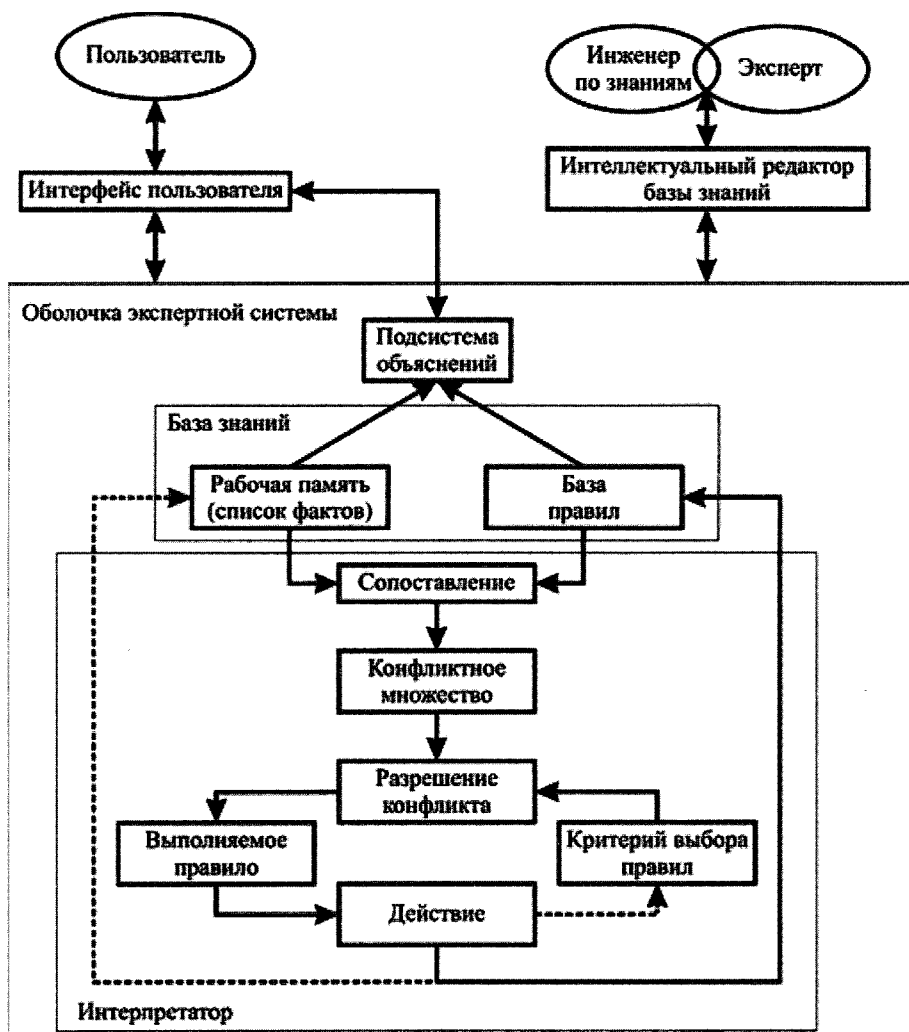 Пользователь
Инженер
по знаниям
Эксперт
Интерфейс пользователя
Интеллектуальный редактор
базы знаний
Оболочка экспертной системы
Подсистема
объяснений
База знаний
Рабочая память
(список фактов)
База
правил
Сопоставление
Конфликтное
множество
Разрешение
конфликта
Выполняемое
правило
Критерий выбора
правил
Действие
Интерпретатор